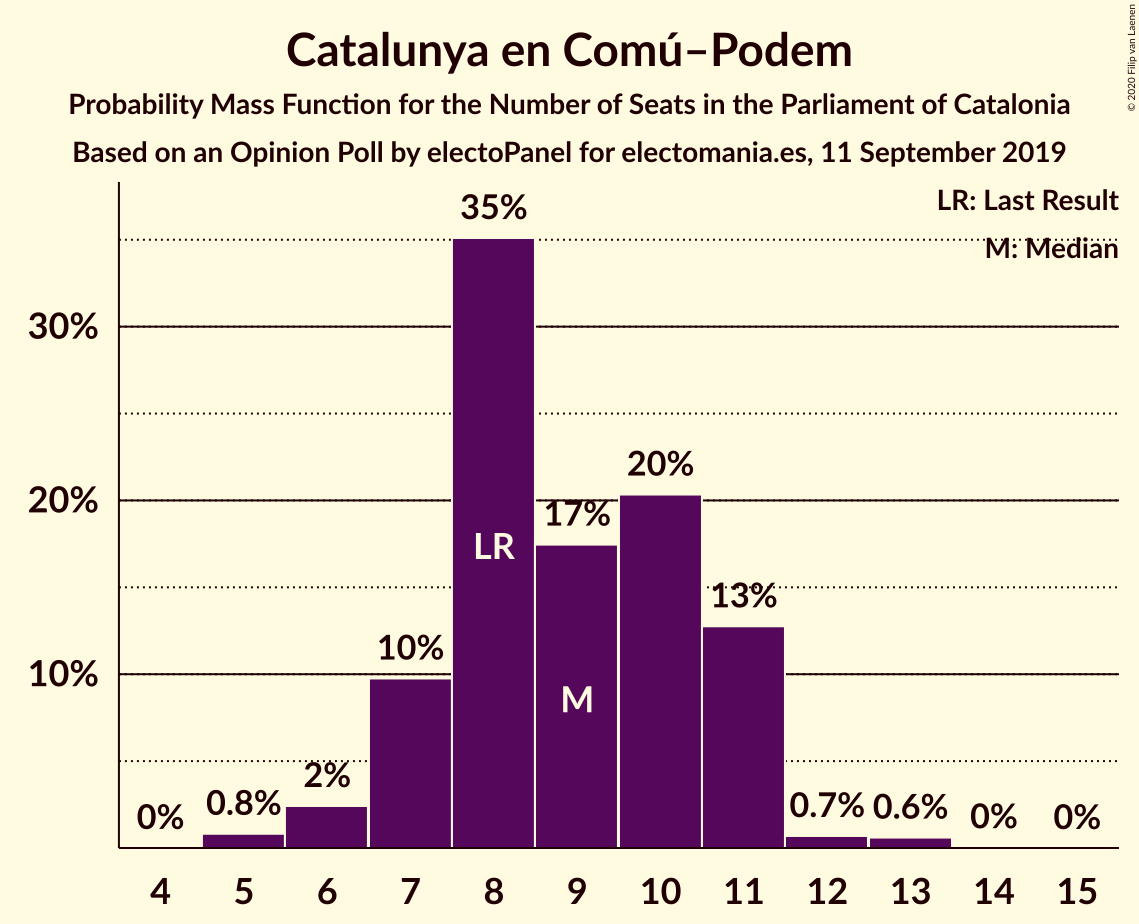 Catalunya en Comú–Podem
Probability Mass Function for the Number of Seats in the Parliament of Catalonia
Based on an Opinion Poll by electoPanel for electomania.es, 11 September 2019
© 2020 Filip van Laenen
LR: Last Result
M: Median
35%
30%
20%
20%
17%
LR
13%
10%
10%
M
2%
0% 0.8% 0.7% 0.6% 0% 0%
4 5 6 7 8 9 10 11 12 13 14 15